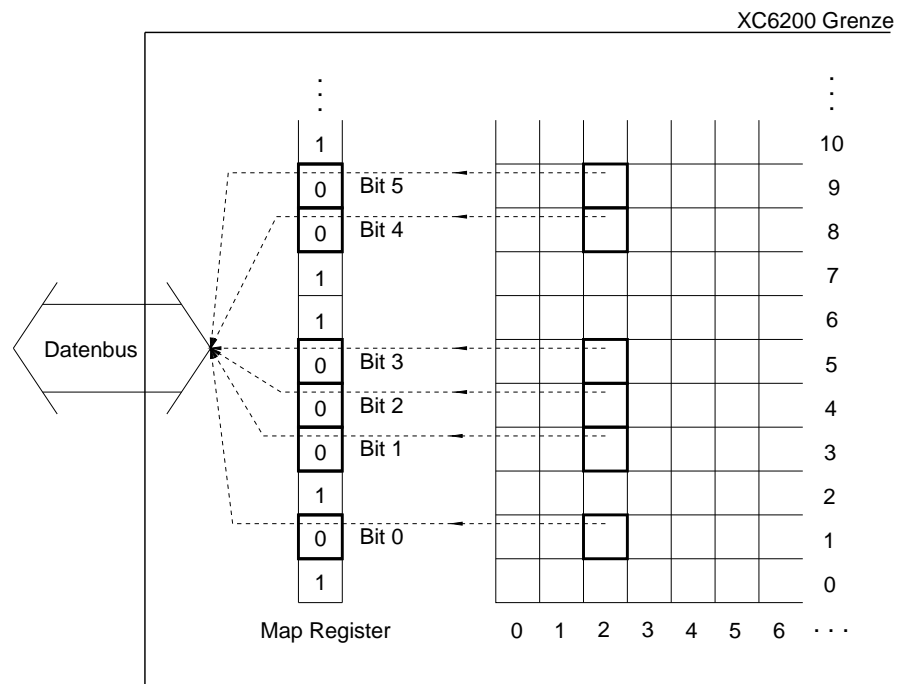 XC6200 Grenze
. . .
. . .
1
10
0 Bit 5
9
0 Bit 4
8
1
7
1
6
Datenbus
0 Bit 3
5
0 Bit 2
4
0 Bit 1
3
1
2
0 Bit 0
1
1
0
Map Register
0 1 2 3 4 5 6 . . .